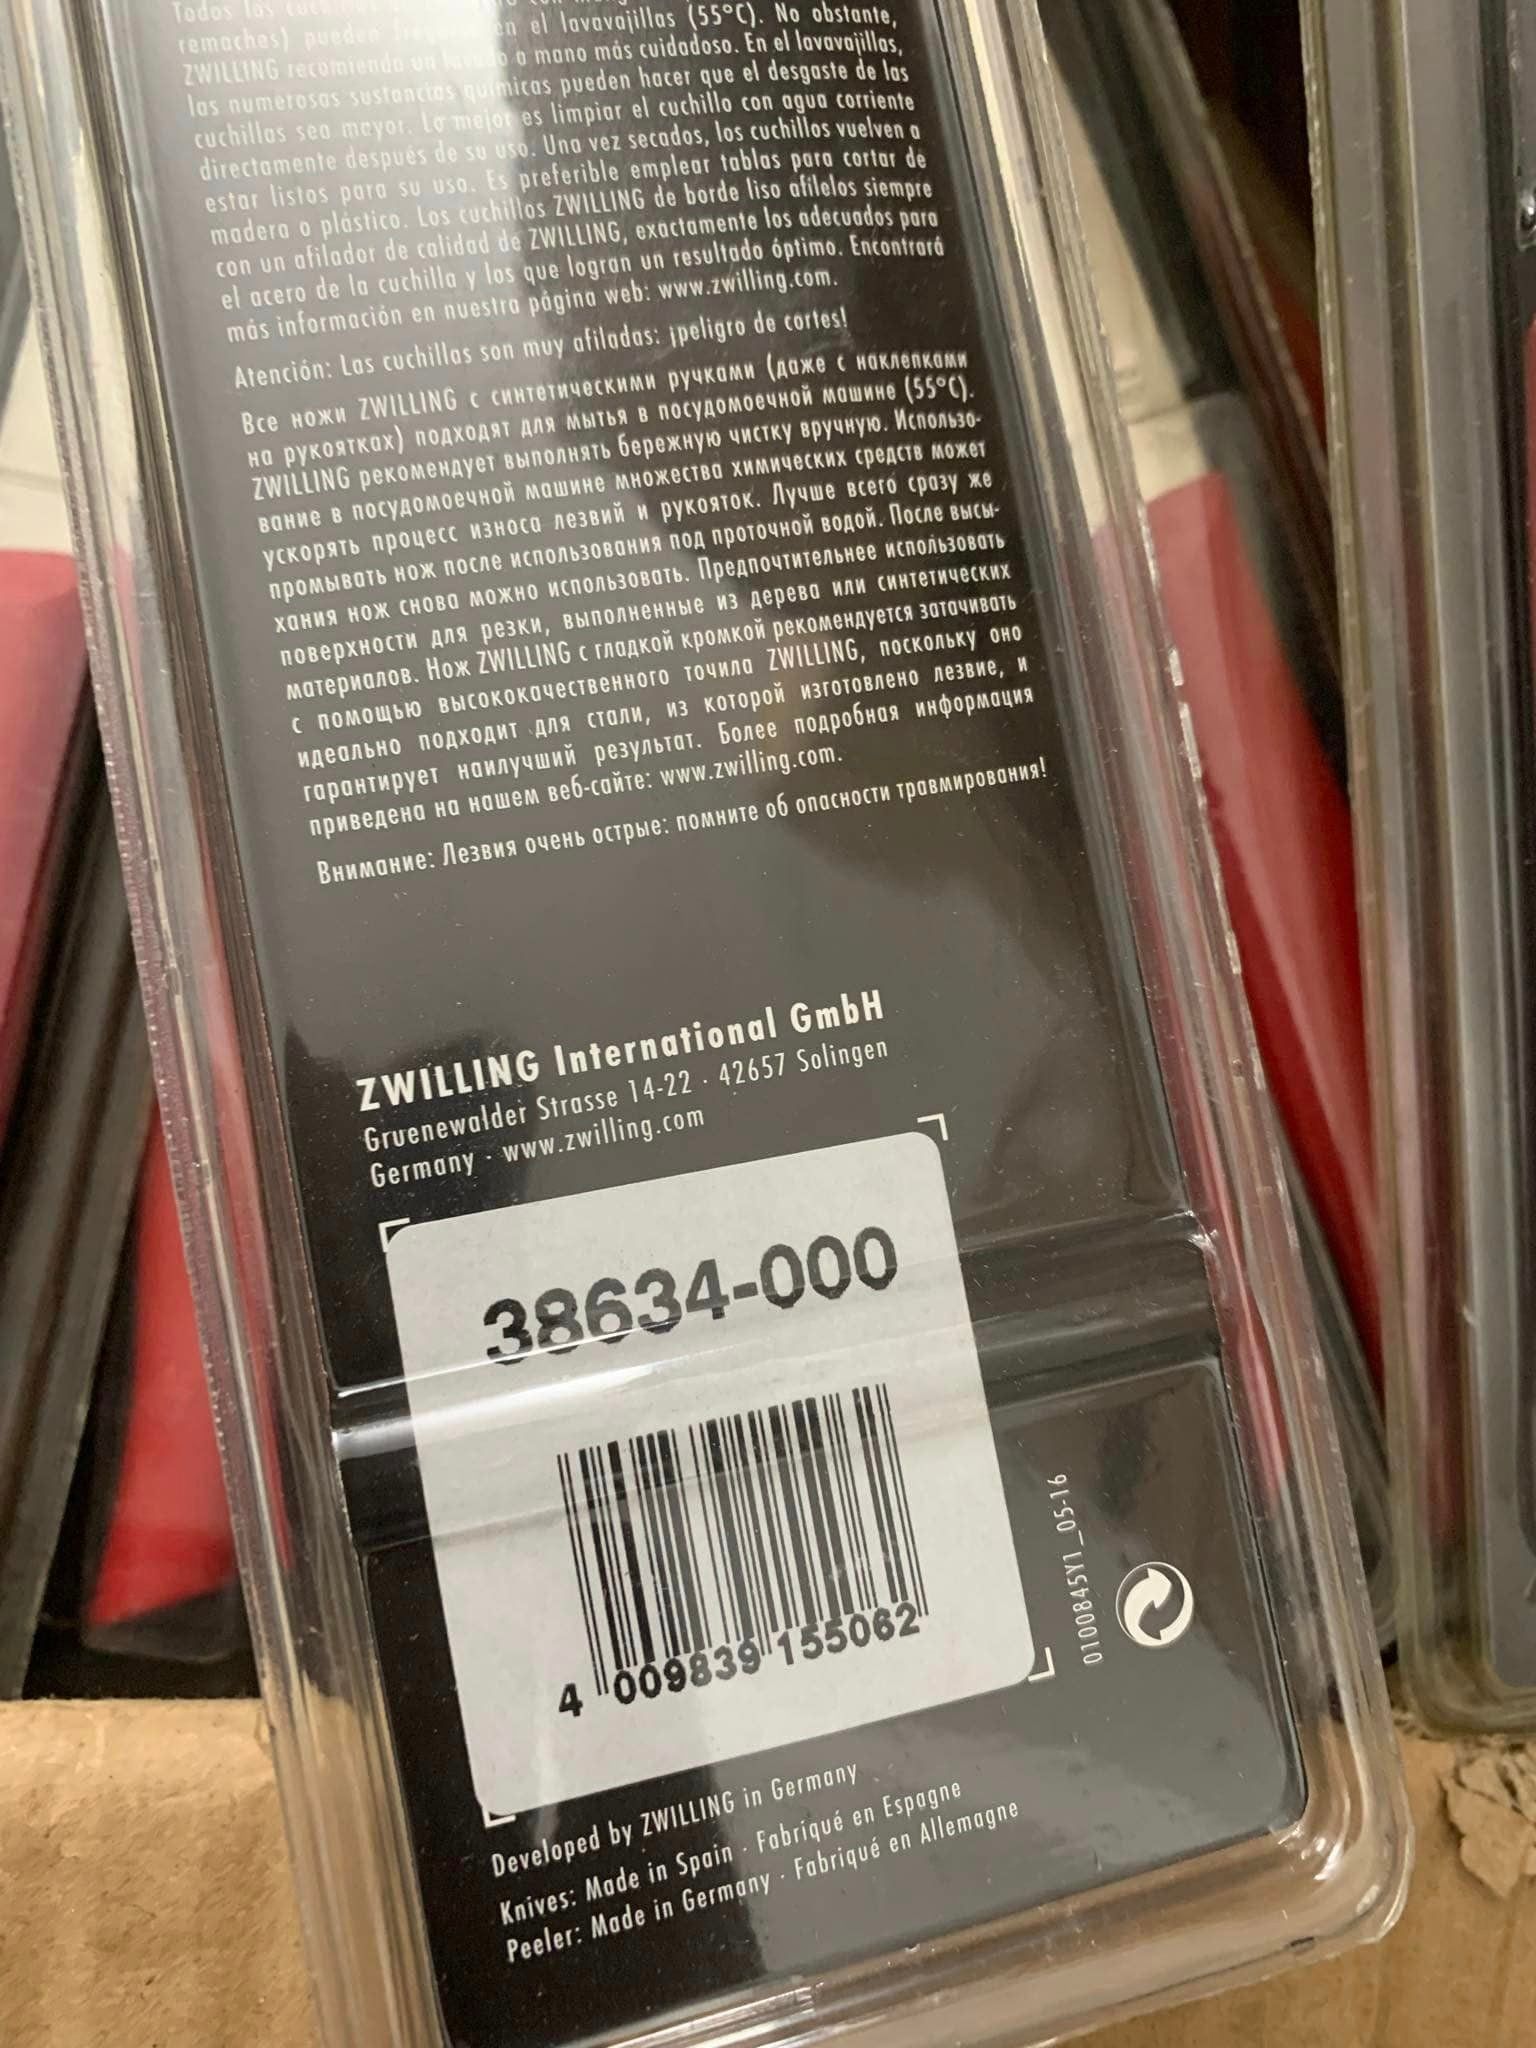 Todos los
remaches) pueden en el lavavajillas (55°C). No obstante,
ZWILLING recomienda un lavado a mano más cuidadoso. En el lavavajillas,
las numerosas sustancias químicas pueden hacer que el desgaste de las
cuchillas sea mayor. Lo mejor es limpiar el cuchillo con agua corriente
directamente después de su uso. Una vez secados, los cuchillos vuelven a
estar listos para su uso. Es preferible emplear tablas para cortar de
madera o plástico. Los cuchillos ZWILLING de borde liso afílelos siempre
con un afilador de calidad de ZWILLING, exactamente los adecuados para
el acero de la cuchilla y los que logran un resultado óptimo. Encontrará
más información en nuestra página web: www.zwilling.com.
Atención: Las cuchillas son muy afiladas: ¡peligro de cortes!
Все ножи ZWILLING с синтетическими ручками (даже с наклепками
на рукоятках) подходят для мытья в посудомоечной машине (55°C).
ZWILLING рекомендует выполнять бережную чистку вручную. Использо-
вание в посудомоечной машине множества химических средств может
ускорять процесс износа лезвий и рукояток. Лучше всего сразу же
промывать нож после использования под проточной водой. После высы-
хания нож снова можно использовать. Предпочтительнее использовать
поверхности для резки, выполненные из дерева или синтетических
материалов. Нож ZWILLING с гладкой кромкой рекомендуется затачивать
с помощью высококачественного точила ZWILLING, поскольку оно
идеально подходит для стали, из которой изготовлено лезвие, и
гарантирует наилучший результат. Более подробная информация
приведена на нашем веб-сайте: www.zwilling.com.
Внимание: Лезвия очень острые: помните об опасности травмирования!
ZWILLING International GmbH
Gruenewalder Strasse 14-22 · 42657 Solingen
Germany · www.zwilling.com
38634-000
4 009839 155062
0100845Y1_05-16
Developed by ZWILLING in Germany
Knives: Made in Spain · Fabriqué en Espagne
Peeler: Made in Germany · Fabriqué en Allemagne